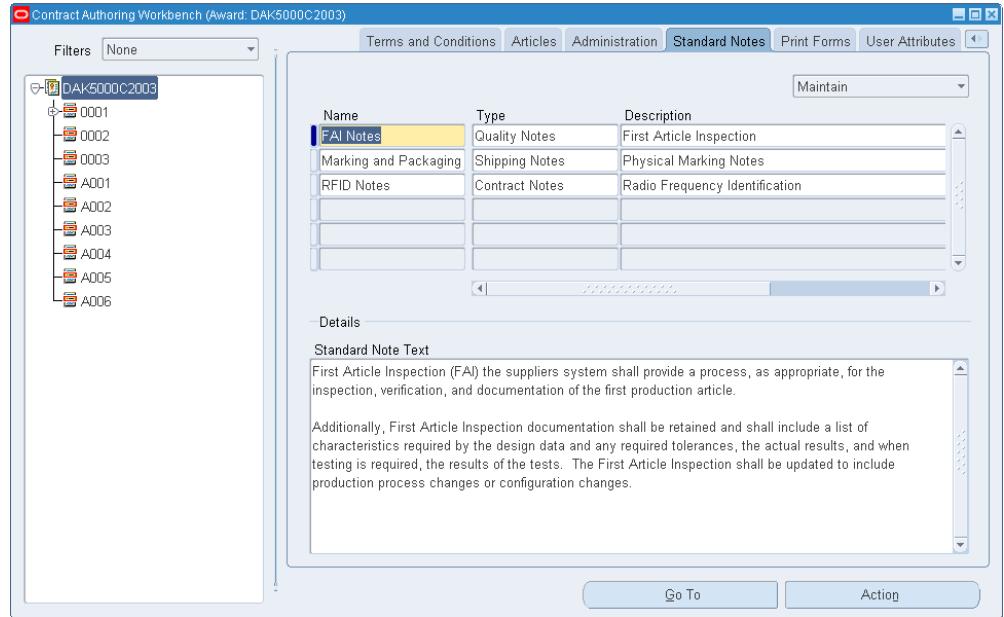 Contract Authoring Workbench (Award: DAK5000C2003)
Filters None
Terms and Conditions Articles Administration Standard Notes Print Forms User Attributes
DAK5000C2003
0001
0002
0003
A001
A002
A003
A004
A005
A006
Maintain
Name Type Description
FAI Notes Quality Notes First Article Inspection
Marking and Packaging Shipping Notes Physical Marking Notes
RFID Notes Contract Notes Radio Frequency Identification
Details
Standard Note Text
First Article Inspection (FAI) the suppliers system shall provide a process, as appropriate, for the
inspection, verification, and documentation of the first production article.
Additionally, First Article Inspection documentation shall be retained and shall include a list of
characteristics required by the design data and any required tolerances, the actual results, and when
testing is required, the results of the tests. The First Article Inspection shall be updated to include
production process changes or configuration changes.
Go To Action